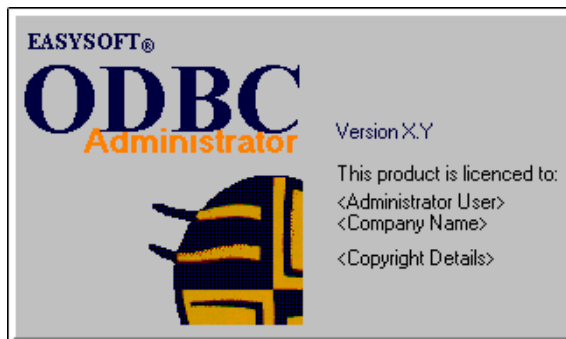 EASYSOFT®
ODBC
Administrator
Version X.Y
This product is licenced to:
<Administrator User>
<Company Name>
<Copyright Details>